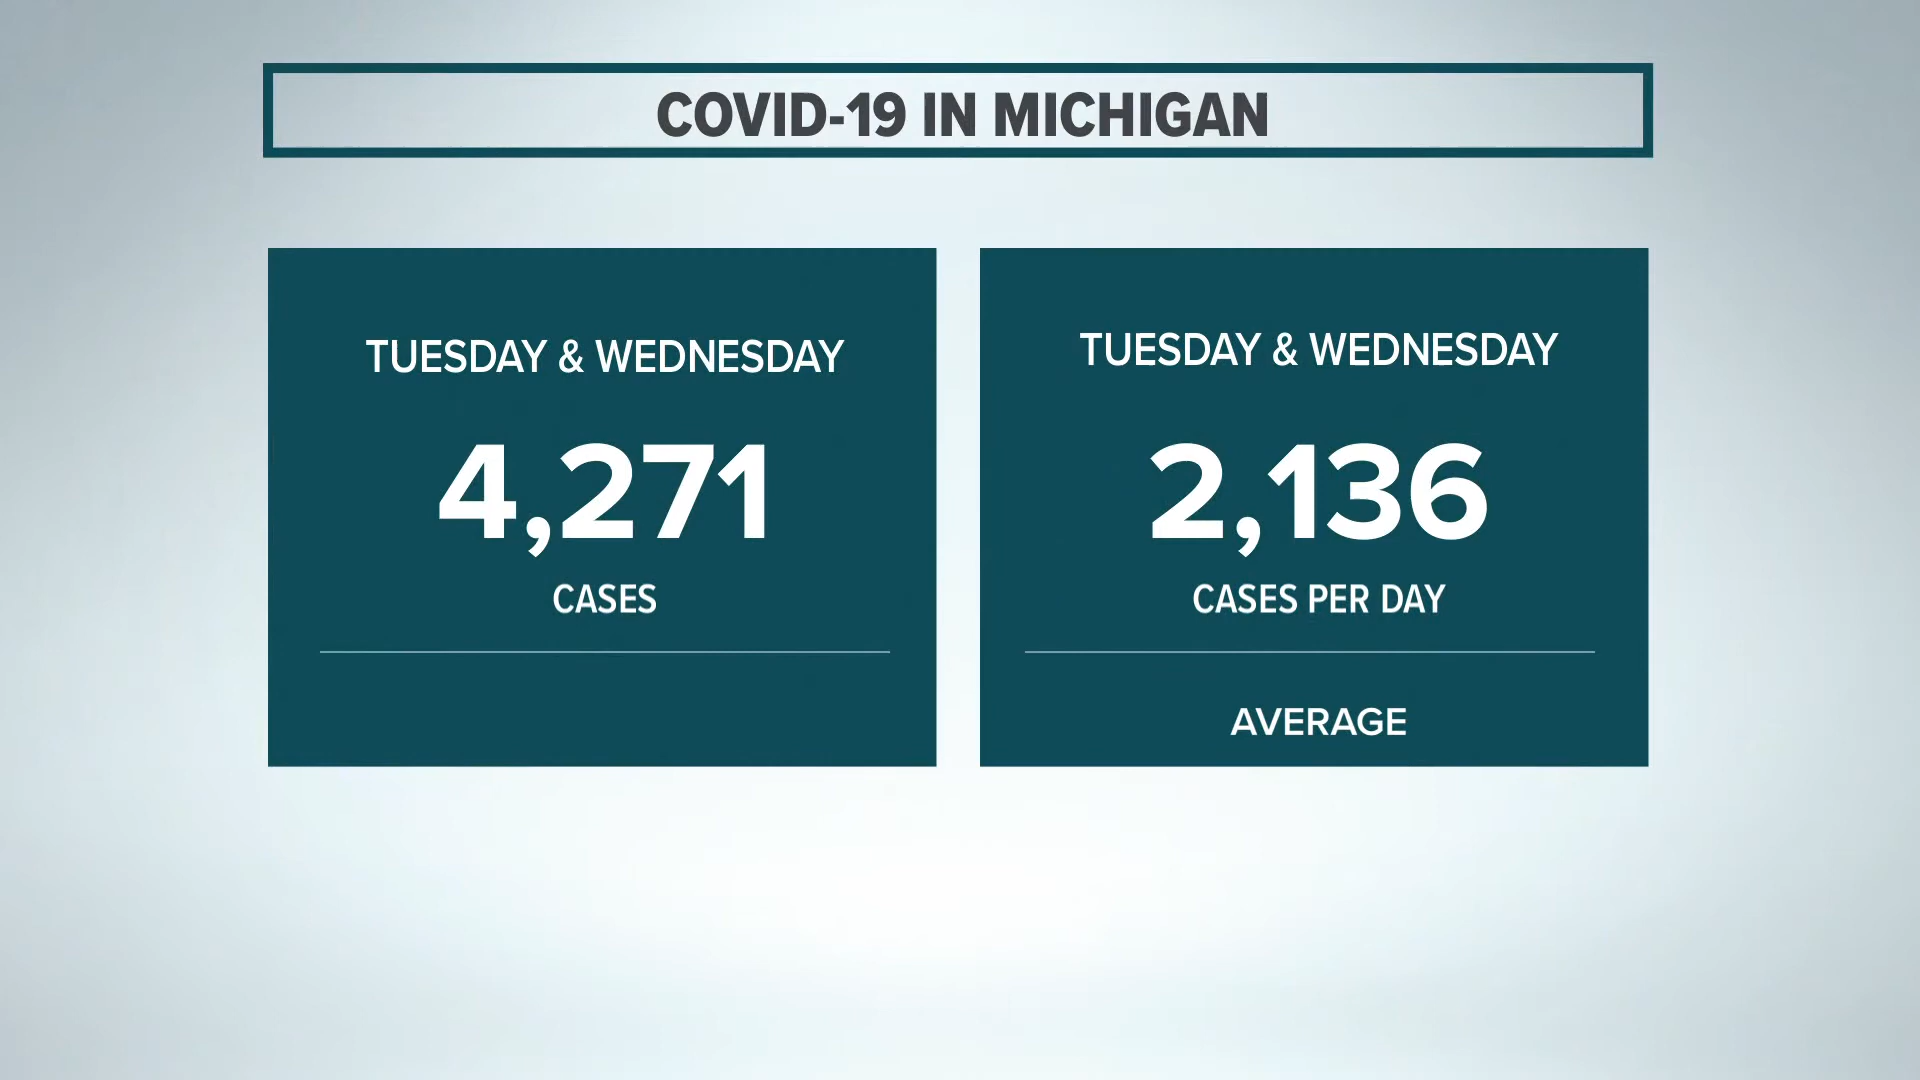 COVID-19 IN MICHIGAN
TUESDAY & WEDNESDAY
4,271
CASES
TUESDAY & WEDNESDAY
2,136
CASES PER DAY
AVERAGE